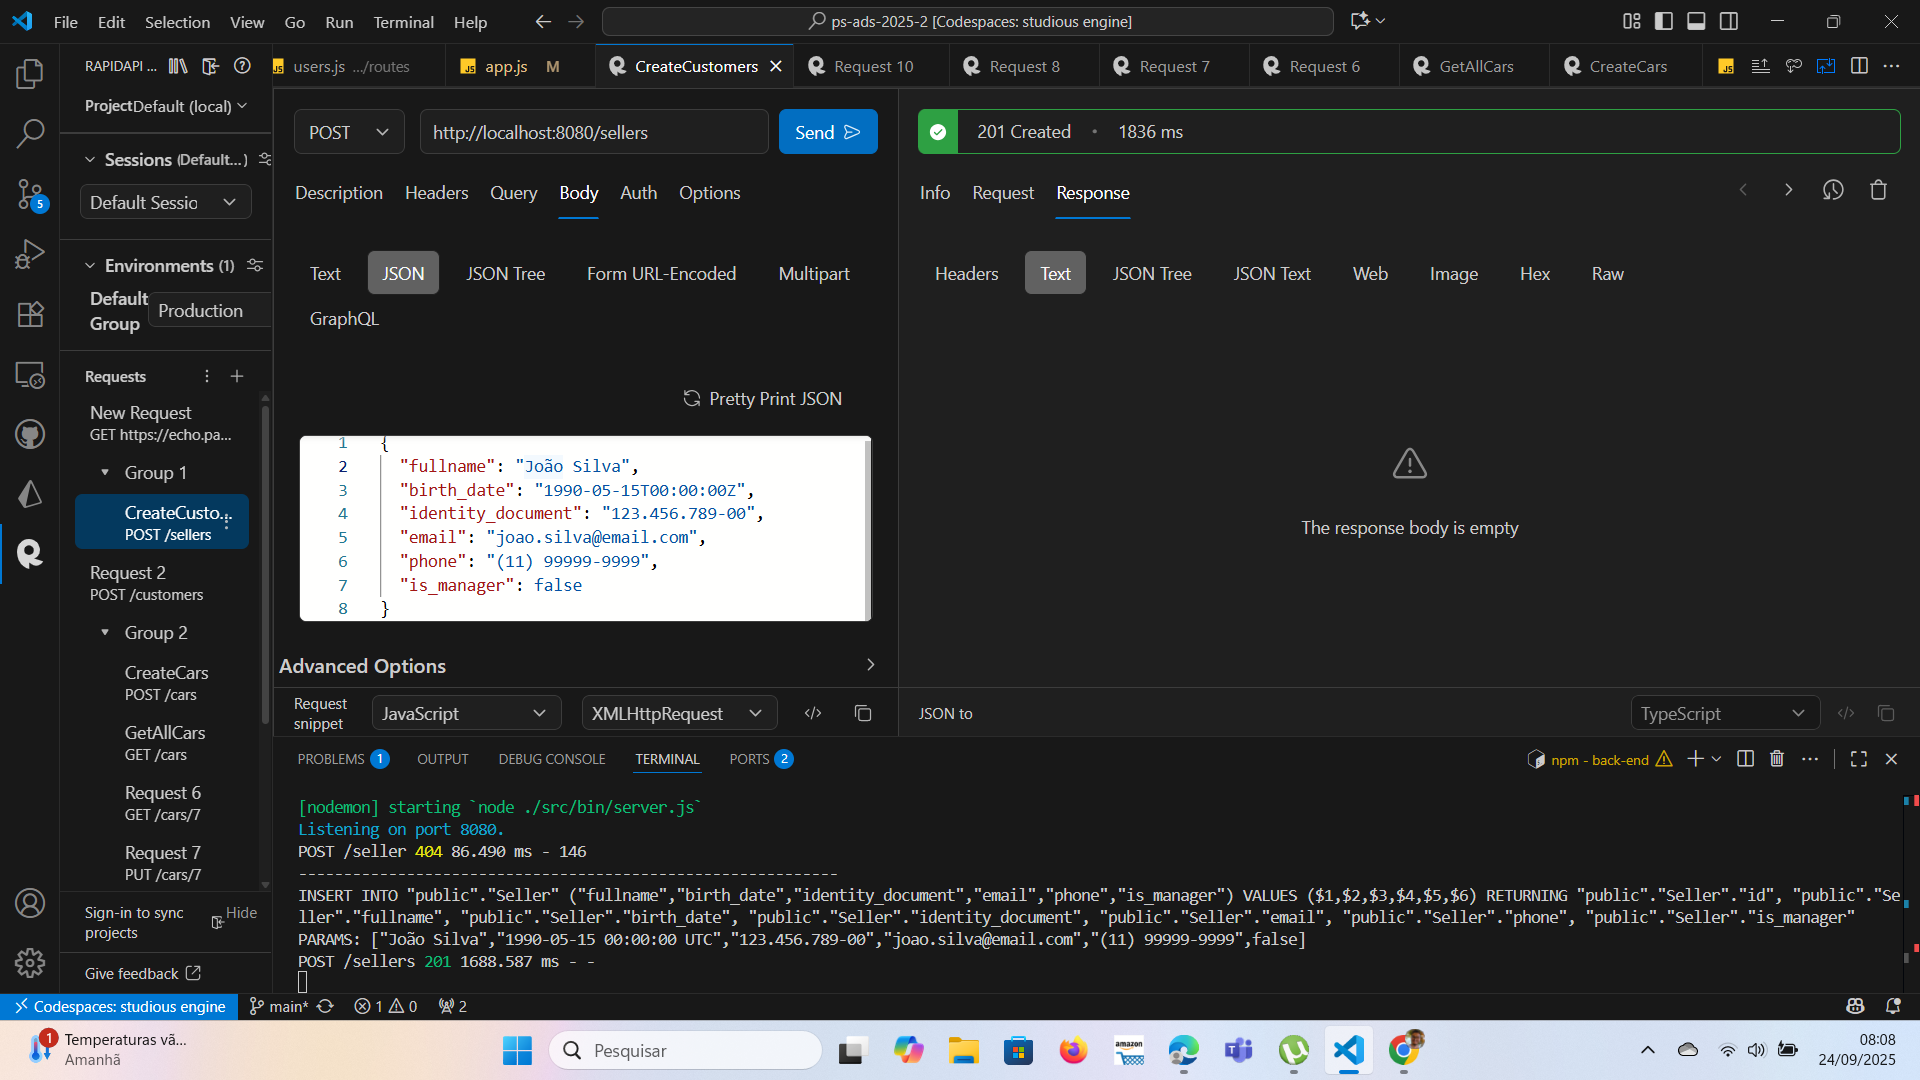 File Edit Selection View Go Run Terminal Help
ps-ads-2025-2 [Codespaces: studious engine]
RAPIDAPI ...
users.js .../routes
app.js M
CreateCustomers
Request 10
Request 8
Request 7
Request 6
GetAllCars
CreateCars
Project Default (local)
Sessions (Default...)
Default Sessio
Environments (1)
Default Group
Production
Requests
New Request
GET https://echo.pa...
Group 1
CreateCusto...
POST /sellers
Request 2
POST /customers
Group 2
CreateCars
POST /cars
GetAllCars
GET /cars
Request 6
GET /cars/7
Request 7
PUT /cars/7
Sign-in to sync projects
Hide
Give feedback
POST
http://localhost:8080/sellers
Send
Description Headers Query Body Auth Options
Text JSON JSON Tree Form URL-Encoded Multipart
GraphQL
Pretty Print JSON
1 {
2 "fullname": "João Silva",
3 "birth_date": "1990-05-15T00:00:00Z",
4 "identity_document": "123.456.789-00",
5 "email": "joao.silva@email.com",
6 "phone": "(11) 99999-9999",
7 "is_manager": false
8 }
Advanced Options
Request snippet
JavaScript
XMLHttpRequest
201 Created • 1836 ms
Info Request Response
Headers Text JSON Tree JSON Text Web Image Hex Raw
The response body is empty
JSON to
TypeScript
PROBLEMS 1 OUTPUT DEBUG CONSOLE TERMINAL PORTS 2
npm - back-end
[nodemon] starting `node ./src/bin/server.js`
Listening on port 8080.
POST /seller 404 86.490 ms - 146
--------------------------------------------------------
INSERT INTO "public"."Seller" ("fullname","birth_date","identity_document","email","phone","is_manager") VALUES ($1,$2,$3,$4,$5,$6) RETURNING "public"."Seller"."id", "public"."Se
ller"."fullname", "public"."Seller"."birth_date", "public"."Seller"."identity_document", "public"."Seller"."email", "public"."Seller"."phone", "public"."Seller"."is_manager"
PARAMS: ["João Silva","1990-05-15 00:00:00 UTC","123.456.789-00","joao.silva@email.com","(11) 99999-9999",false]
POST /sellers 201 1688.587 ms - -
5
Codespaces: studious engine
main*
1 0
2
1
Temperaturas vã...
Amanhã
Pesquisar
amazon
08:08
24/09/2025